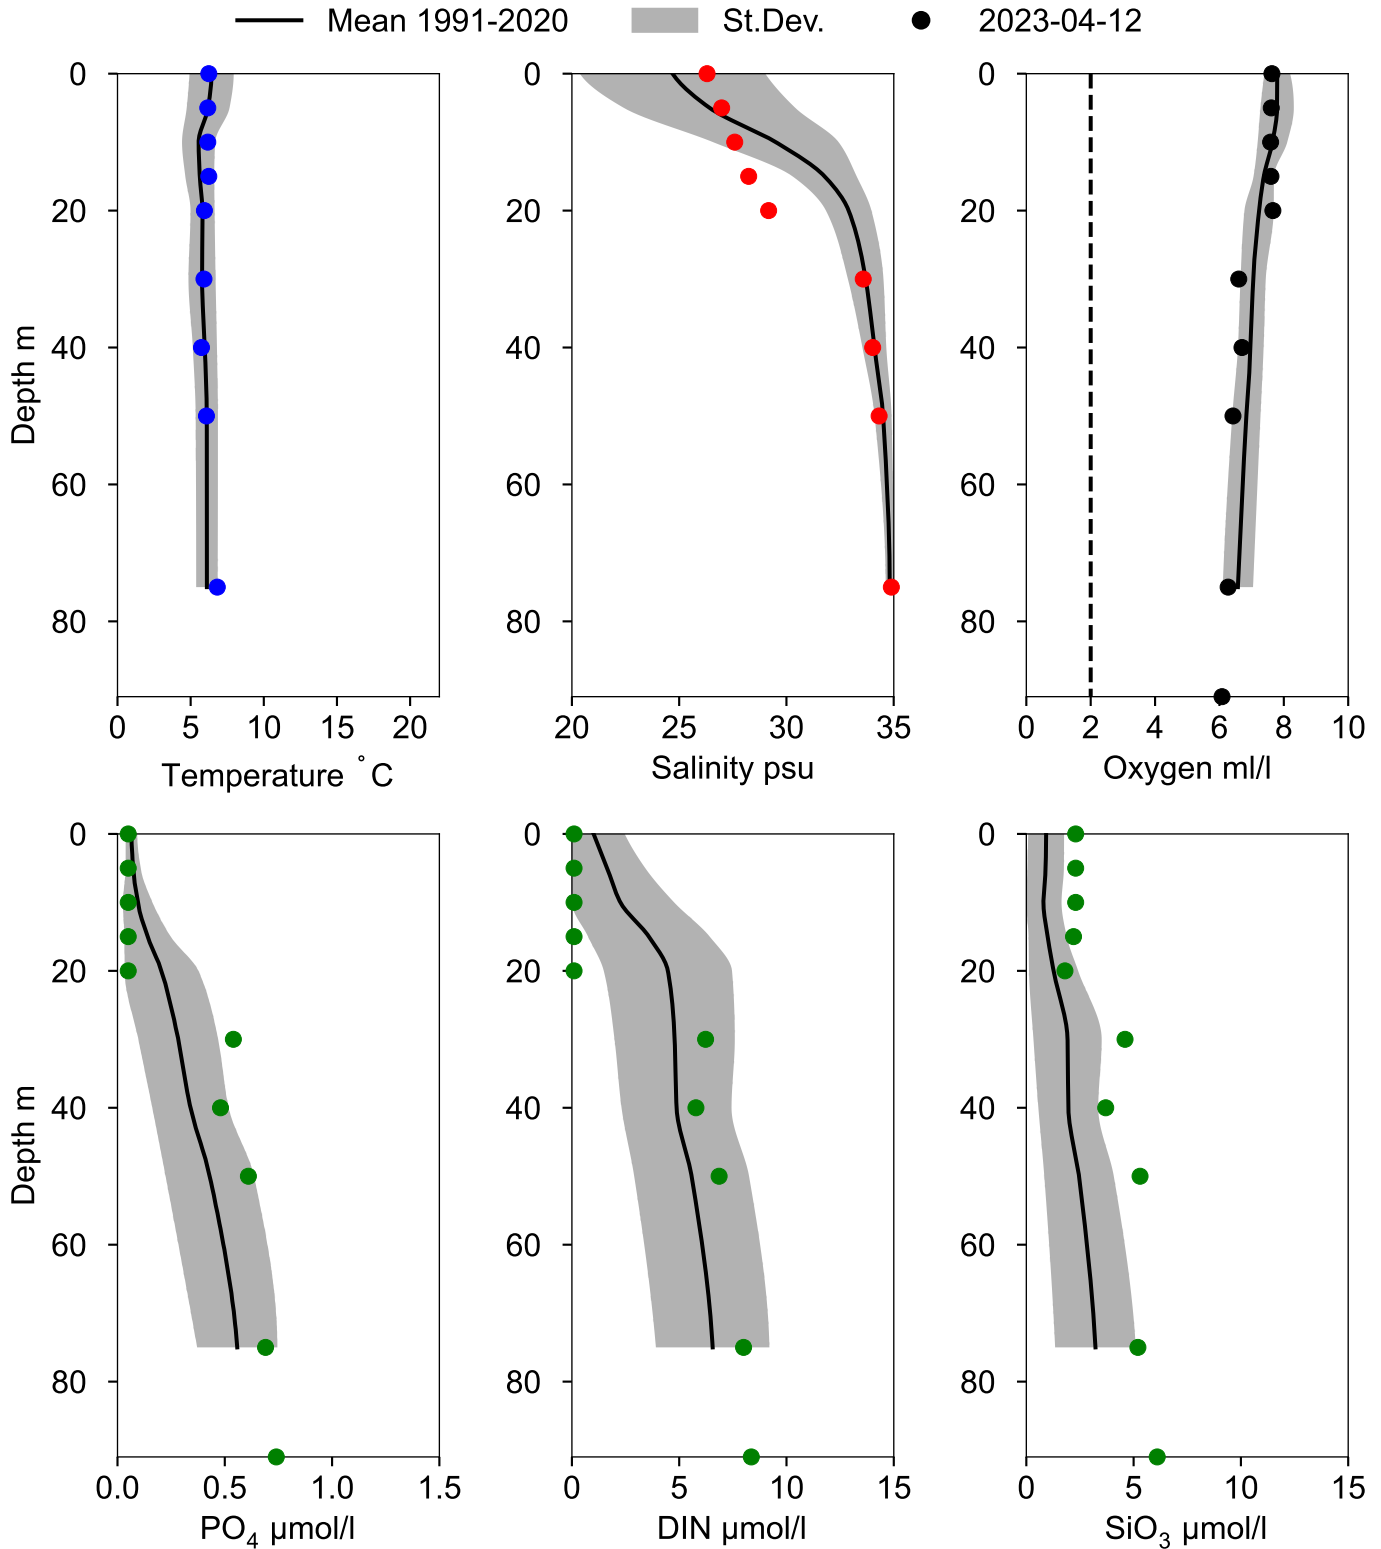 Mean 1991-2020 St.Dev. 2023-04-12
0 0 0
20 20 20
40 40 40
60 60 60
80 80 80
Depth m
0 5 10 15 20 20 25 30 35 0 2 4 6 8 10
Temperature °C Salinity psu Oxygen ml/l
0 0 0
20 20 20
40 40 40
60 60 60
80 80 80
Depth m
0.0 0.5 1.0 1.5 0 5 10 15 0 5 10 15
PO₄ µmol/l DIN µmol/l SiO₃ µmol/l